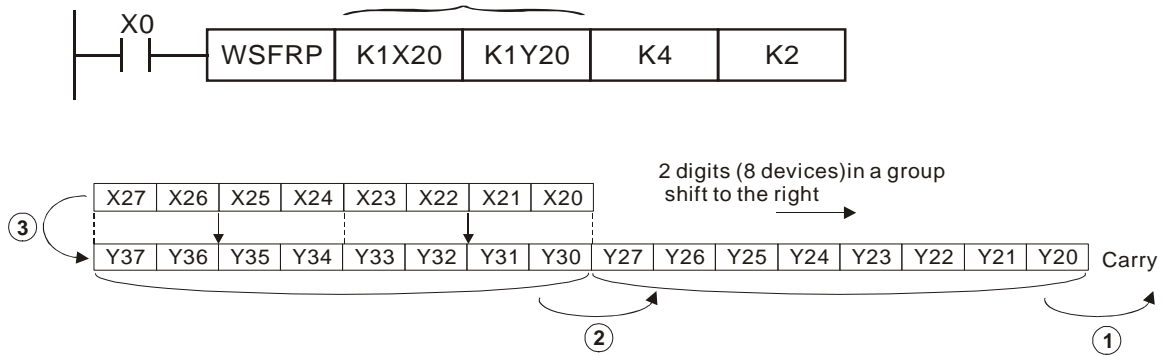 X0
WSFRP K1X20 K1Y20 K4 K2
2 digits (8 devices) in a group
shift to the right
X27 X26 X25 X24 X23 X22 X21 X20
3
Y37 Y36 Y35 Y34 Y33 Y32 Y31 Y30 Y27 Y26 Y25 Y24 Y23 Y22 Y21 Y20 Carry
2
1